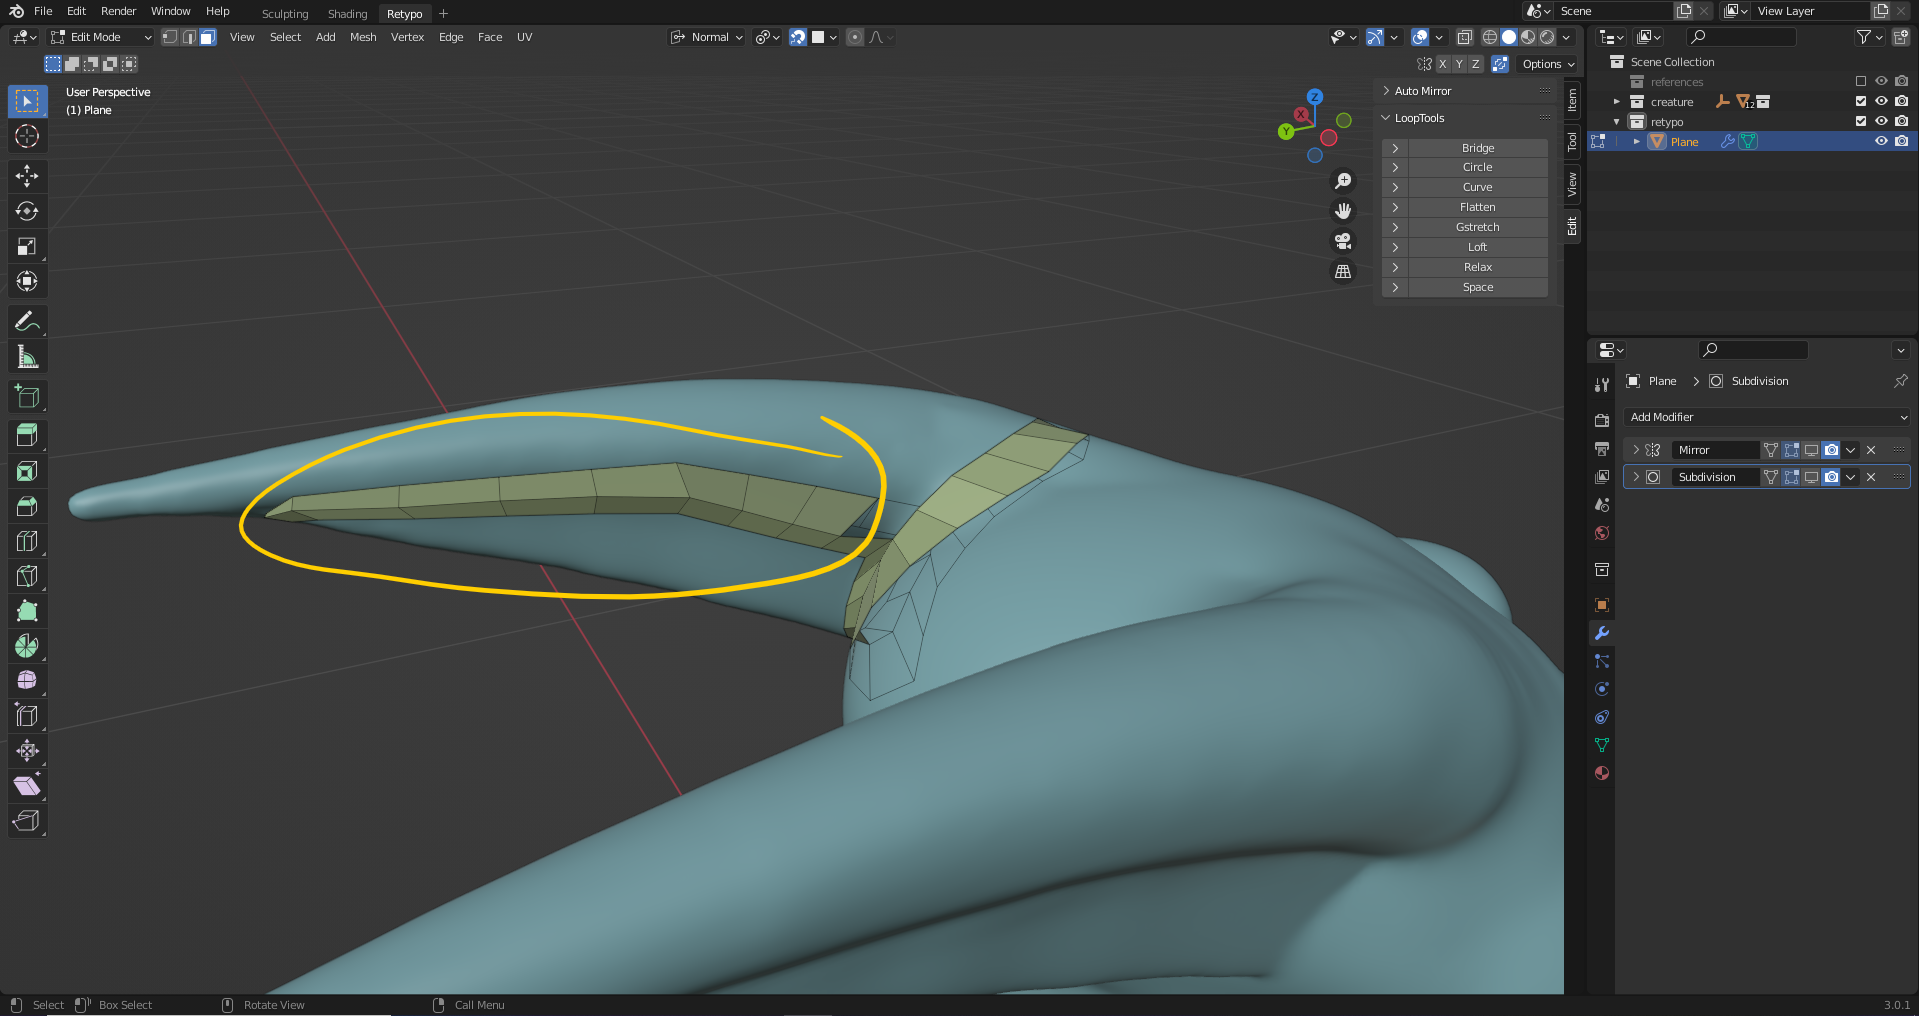 File Edit Render Window Help Sculpting Shading Retypo + Scene View Layer
Edit Mode View Select Add Mesh Vertex Edge Face UV Normal
X Y Z Options
User Perspective
(1) Plane
Z
X
Y
Auto Mirror
LoopTools
Bridge
Circle
Curve
Flatten
Gstretch
Loft
Relax
Space
Item
Tool
View
Edit
Scene Collection
references
creature 12
retypo
Plane
Plane > Subdivision
Add Modifier
Mirror
Subdivision
Select Box Select Rotate View Call Menu 3.0.1